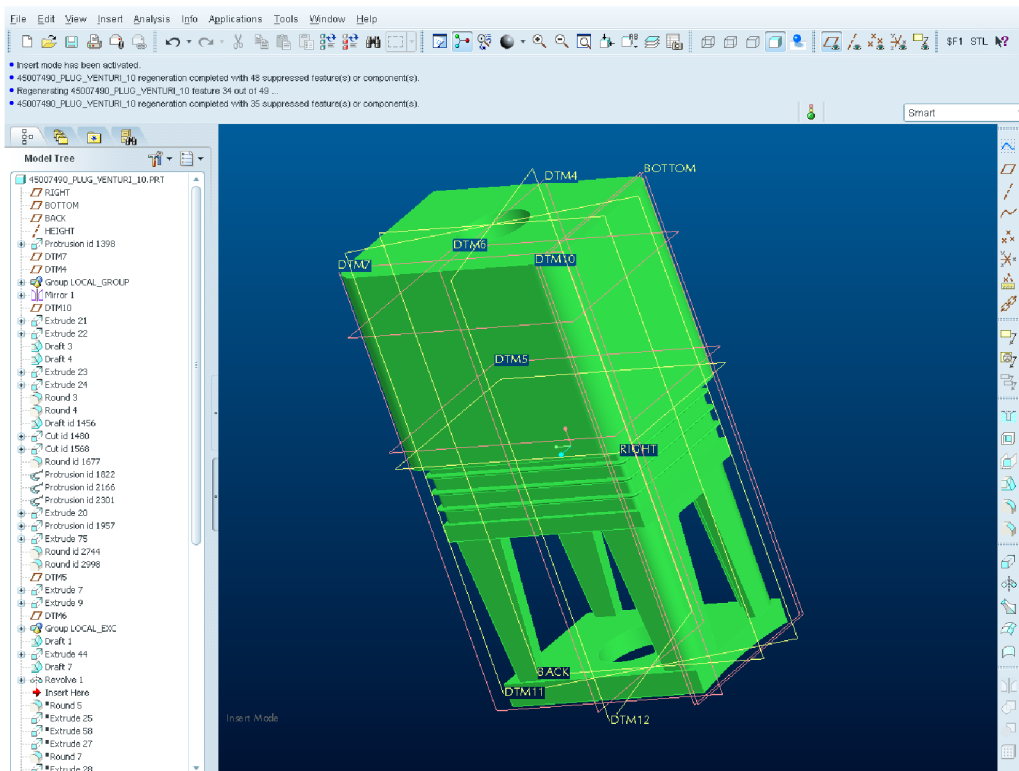 File Edit View Insert Analysis Info Applications Tools Window Help
$F1 STL
Insert mode has been activated.
45007490_PLUG_VENTURI_10 regeneration completed with 48 suppressed feature(s) or component(s).
Regenerating 45007490_PLUG_VENTURI_10 feature 34 out of 49 ...
45007490_PLUG_VENTURI_10 regeneration completed with 35 suppressed feature(s) or component(s).
Smart
Model Tree
45007490_PLUG_VENTURI_10.PRT
RIGHT
BOTTOM
BACK
HEIGHT
Protrusion id 1398
DTM7
DTM4
Group LOCAL_GROUP
Mirror 1
DTM10
Extrude 21
Extrude 22
Draft 3
Draft 4
Extrude 23
Extrude 24
Round 3
Round 4
Draft id 1456
Cut id 1480
Cut id 1568
Round id 1677
Protrusion id 1822
Protrusion id 2166
Protrusion id 2301
Extrude 20
Protrusion id 1957
Extrude 75
Round id 2744
Round id 2998
DTM5
Extrude 7
Extrude 9
DTM6
Group LOCAL_EXC
Draft 1
Extrude 44
Draft 7
Revolve 1
Insert Here
Round 5
Extrude 25
Extrude 58
Extrude 27
Round 7
Extrude 28
DTM4
BOTTOM
DTM6
DTM7
DTM10
DTM5
RIGHT
BACK
DTM11
DTM12
Insert Mode